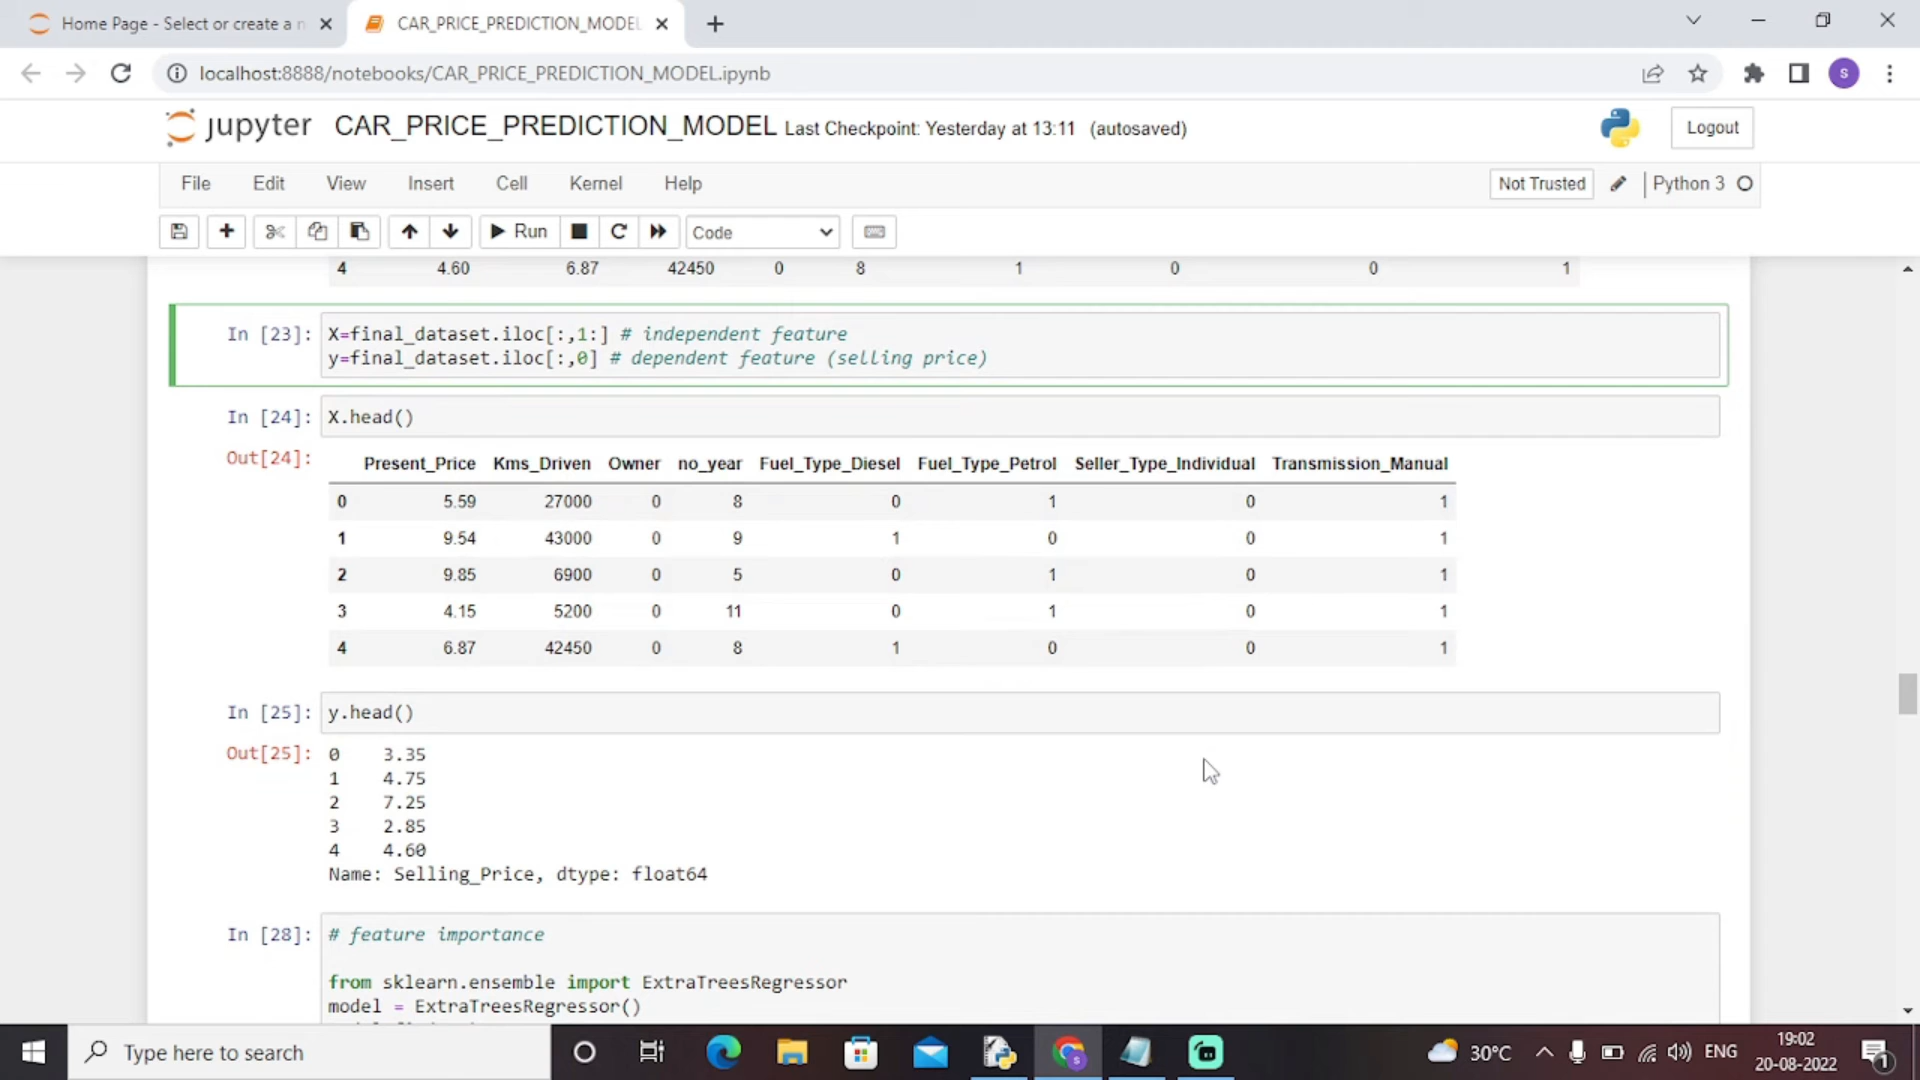 Home Page - Select or create a n
CAR_PRICE_PREDICTION_MODEL
localhost:8888/notebooks/CAR_PRICE_PREDICTION_MODEL.ipynb
S
jupyter CAR_PRICE_PREDICTION_MODEL Last Checkpoint: Yesterday at 13:11 (autosaved)
Logout
File Edit View Insert Cell Kernel Help
Not Trusted Python 3
Run Code
4 4.60 6.87 42450 0 8 1 0 0 1
In [23]: X=final_dataset.iloc[:,1:] # independent feature
y=final_dataset.iloc[:,0] # dependent feature (selling price)
In [24]: X.head()
Out[24]:
Present_Price Kms_Driven Owner no_year Fuel_Type_Diesel Fuel_Type_Petrol Seller_Type_Individual Transmission_Manual
0 5.59 27000 0 8 0 1 0 1
1 9.54 43000 0 9 1 0 0 1
2 9.85 6900 0 5 0 1 0 1
3 4.15 5200 0 11 0 1 0 1
4 6.87 42450 0 8 1 0 0 1
In [25]: y.head()
Out[25]: 0 3.35
1 4.75
2 7.25
3 2.85
4 4.60
Name: Selling_Price, dtype: float64
In [28]: # feature importance
from sklearn.ensemble import ExtraTreesRegressor
model = ExtraTreesRegressor()
Type here to search
30°C
ENG
19:02
20-08-2022
1